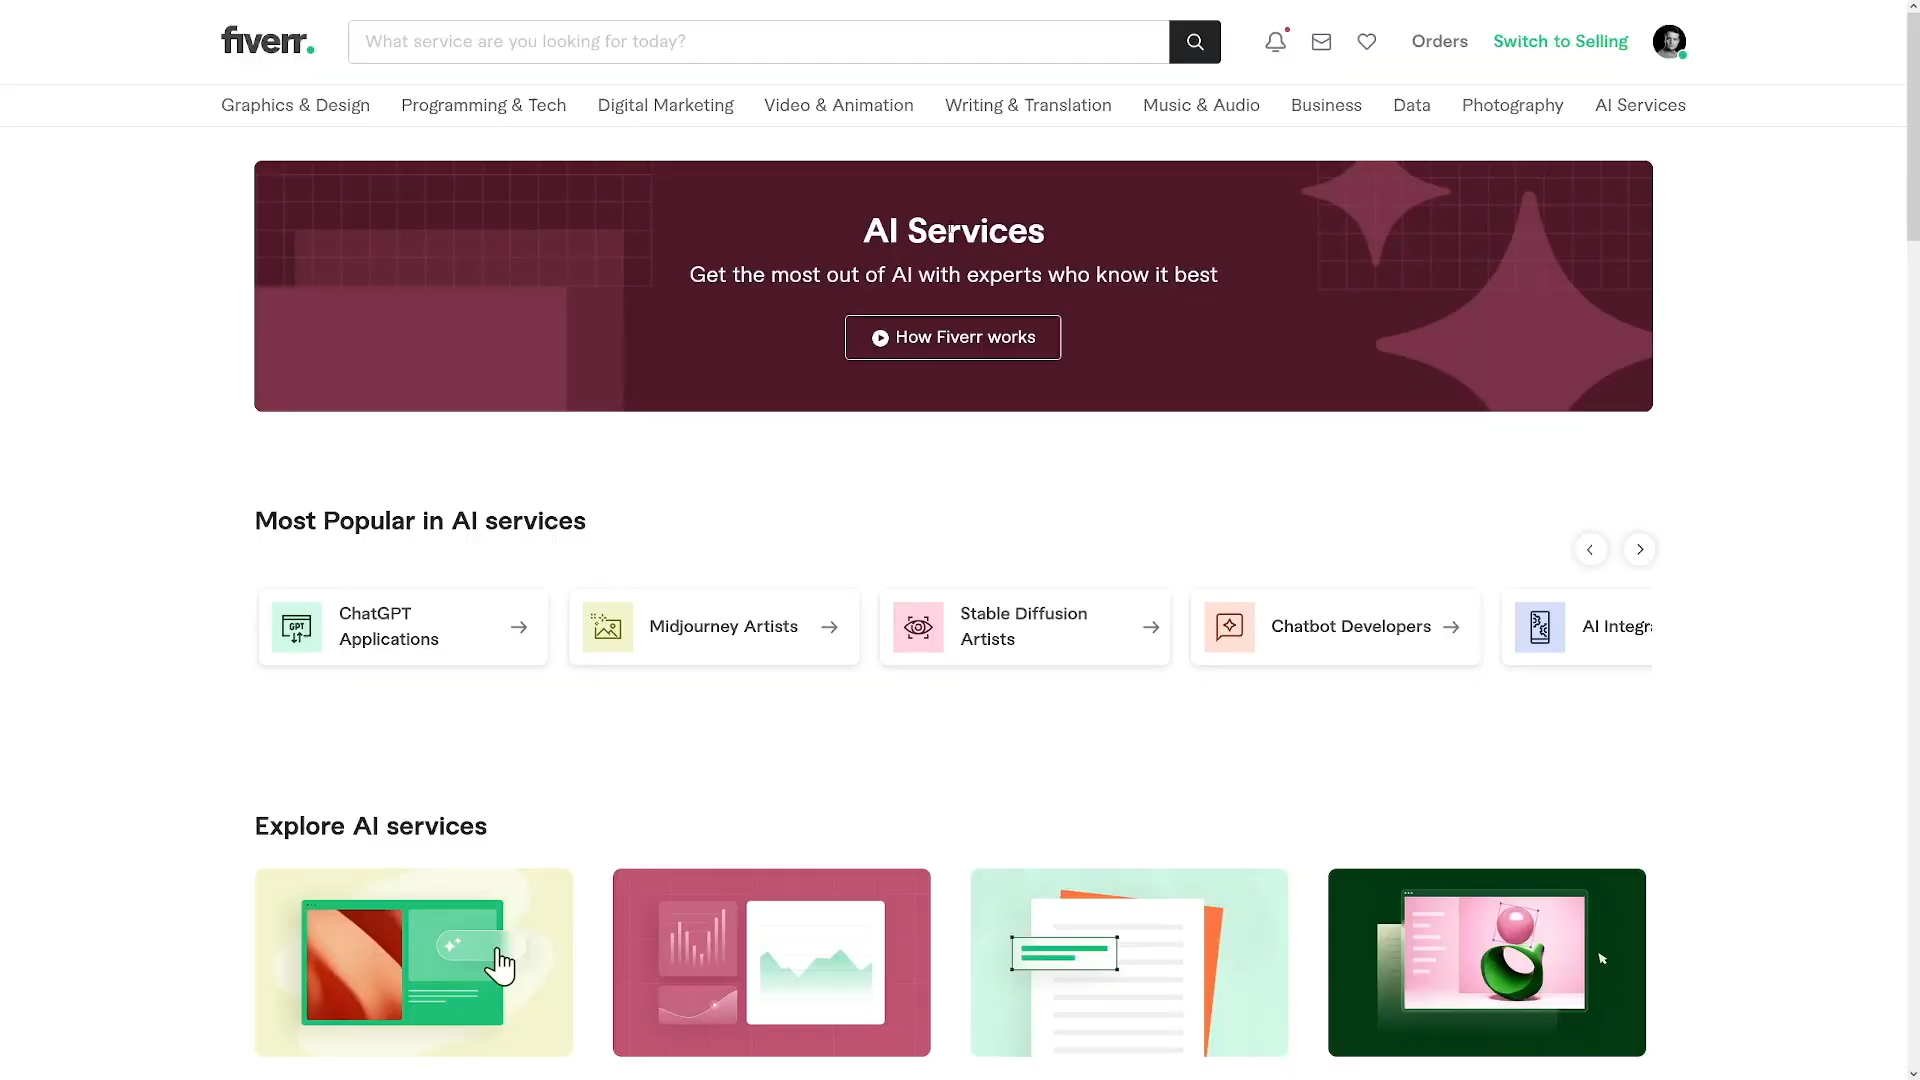 fiverr.
What service are you looking for today?
Orders
Switch to Selling
Graphics & Design
Programming & Tech
Digital Marketing
Video & Animation
Writing & Translation
Music & Audio
Business
Data
Photography
AI Services
AI Services
Get the most out of AI with experts who know it best
How Fiverr works
Most Popular in AI services
GPT
ChatGPT
Applications
Midjourney Artists
Stable Diffusion
Artists
Chatbot Developers
AI Integr
Explore AI services